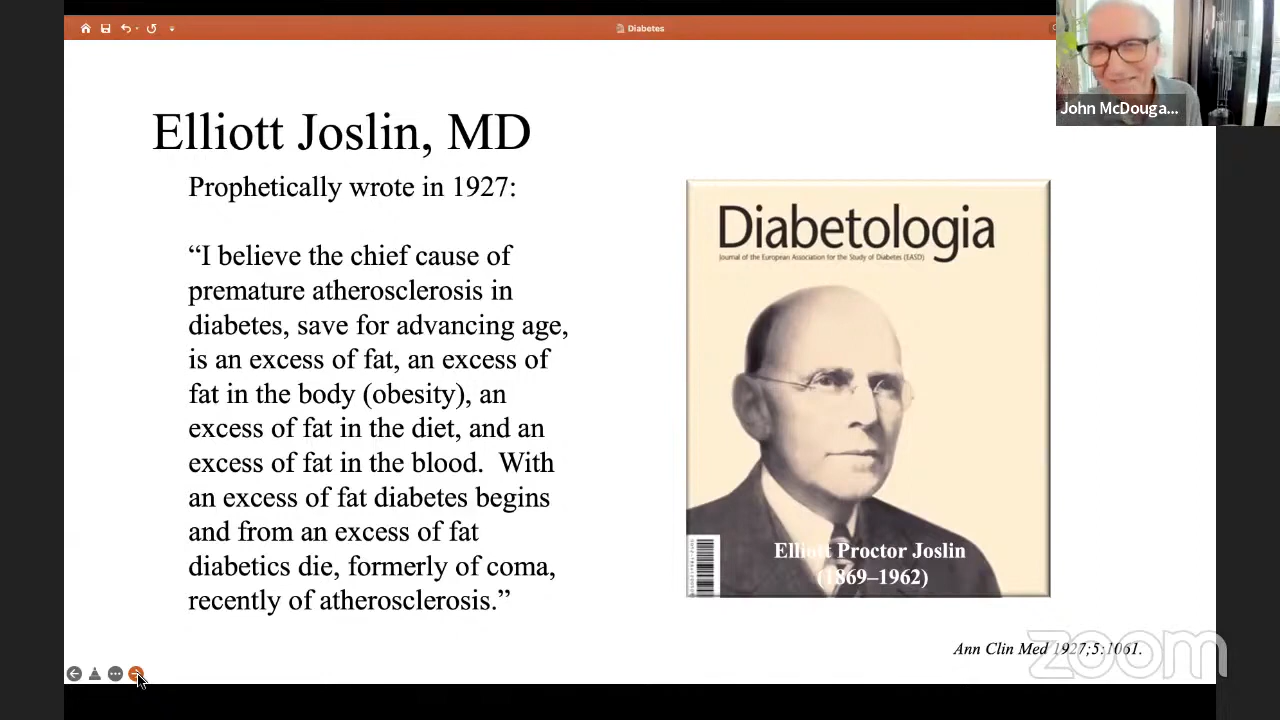 Diabetes
John McDouga...
Elliott Joslin, MD
Prophetically wrote in 1927:
“I believe the chief cause of
premature atherosclerosis in
diabetes, save for advancing age,
is an excess of fat, an excess of
fat in the body (obesity), an
excess of fat in the diet, and an
excess of fat in the blood.  With
an excess of fat diabetes begins
and from an excess of fat
diabetics die, formerly of coma,
recently of atherosclerosis.”
Diabetologia
Journal of the European Association for the Study of Diabetes (EASD)
Elliott Proctor Joslin
(1869–1962)
Ann Clin Med 1927;5:1061.
zoom